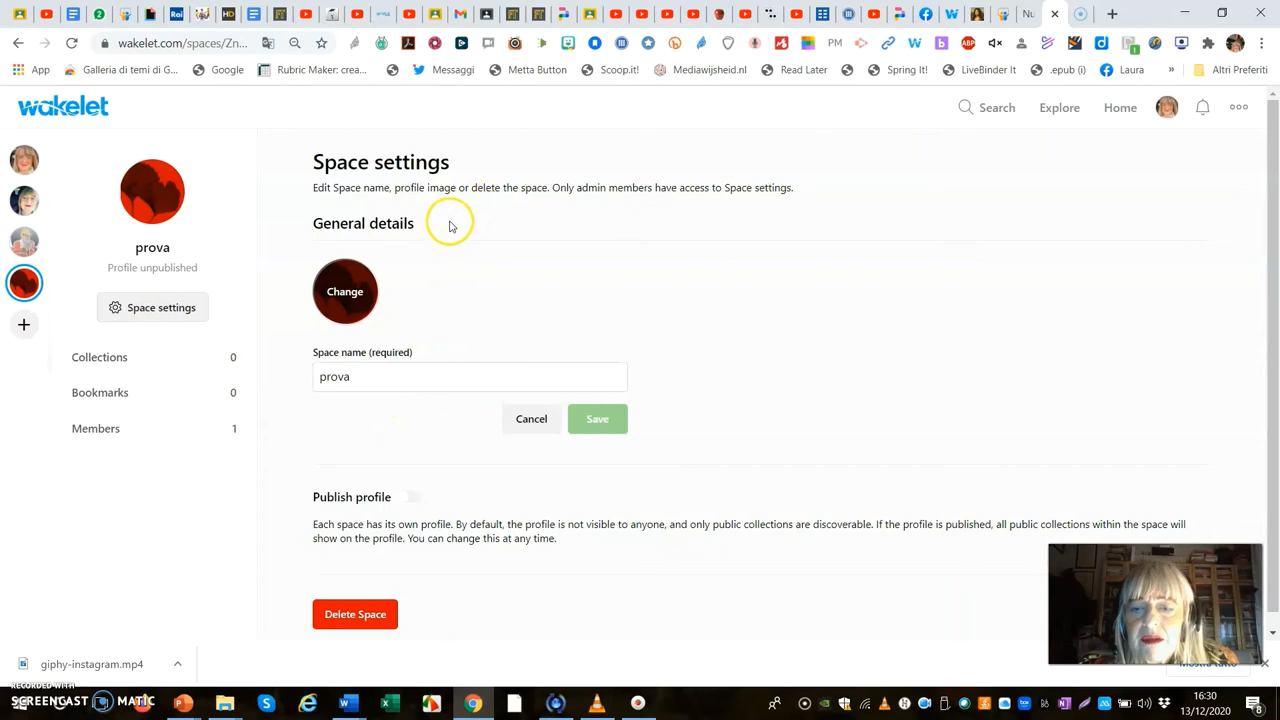 Rai
HD
Nu
wakelet.com/spaces/Zn...
PM
ABP
App
Galleria di temi di G...
Google
Rubric Maker: crea...
Messaggi
Metta Button
Scoop.it!
Mediawijsheid.nl
Read Later
Spring It!
LiveBinder It
.epub (i)
Laura
»
Altri Preferiti
wakelet
Search
Explore
Home
prova
Profile unpublished
Space settings
Collections 0
Bookmarks 0
Members 1
Space settings
Edit Space name, profile image or delete the space. Only admin members have access to Space settings.
General details
Change
Space name (required)
prova
Cancel
Save
Publish profile
Each space has its own profile. By default, the profile is not visible to anyone, and only public collections are discoverable. If the profile is published, all public collections within the space will
show on the profile. You can change this at any time.
Delete Space
giphy-instagram.mp4
Mostra tutto
RECORDED WITH
SCREENCAST MATIC
16:30
13/12/2020
8